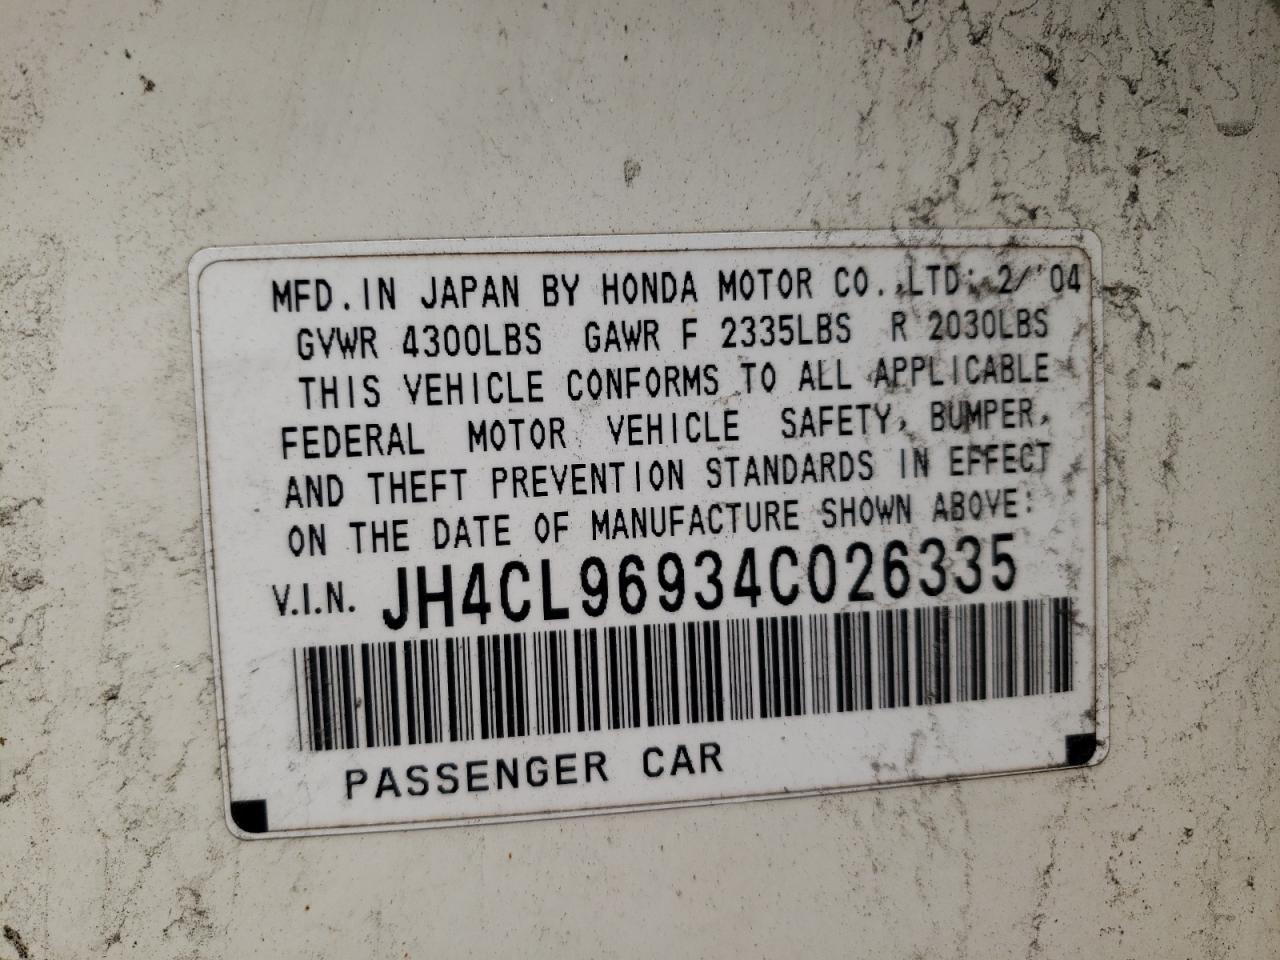 MFD. IN JAPAN BY HONDA MOTOR CO.,LTD. 2/'04
GVWR 4300LBS GAWR F 2335LBS R 2030LBS
THIS VEHICLE CONFORMS TO ALL APPLICABLE
FEDERAL MOTOR VEHICLE SAFETY, BUMPER,
AND THEFT PREVENTION STANDARDS IN EFFECT
ON THE DATE OF MANUFACTURE SHOWN ABOVE:
V.I.N. JH4CL96934C026335
PASSENGER CAR